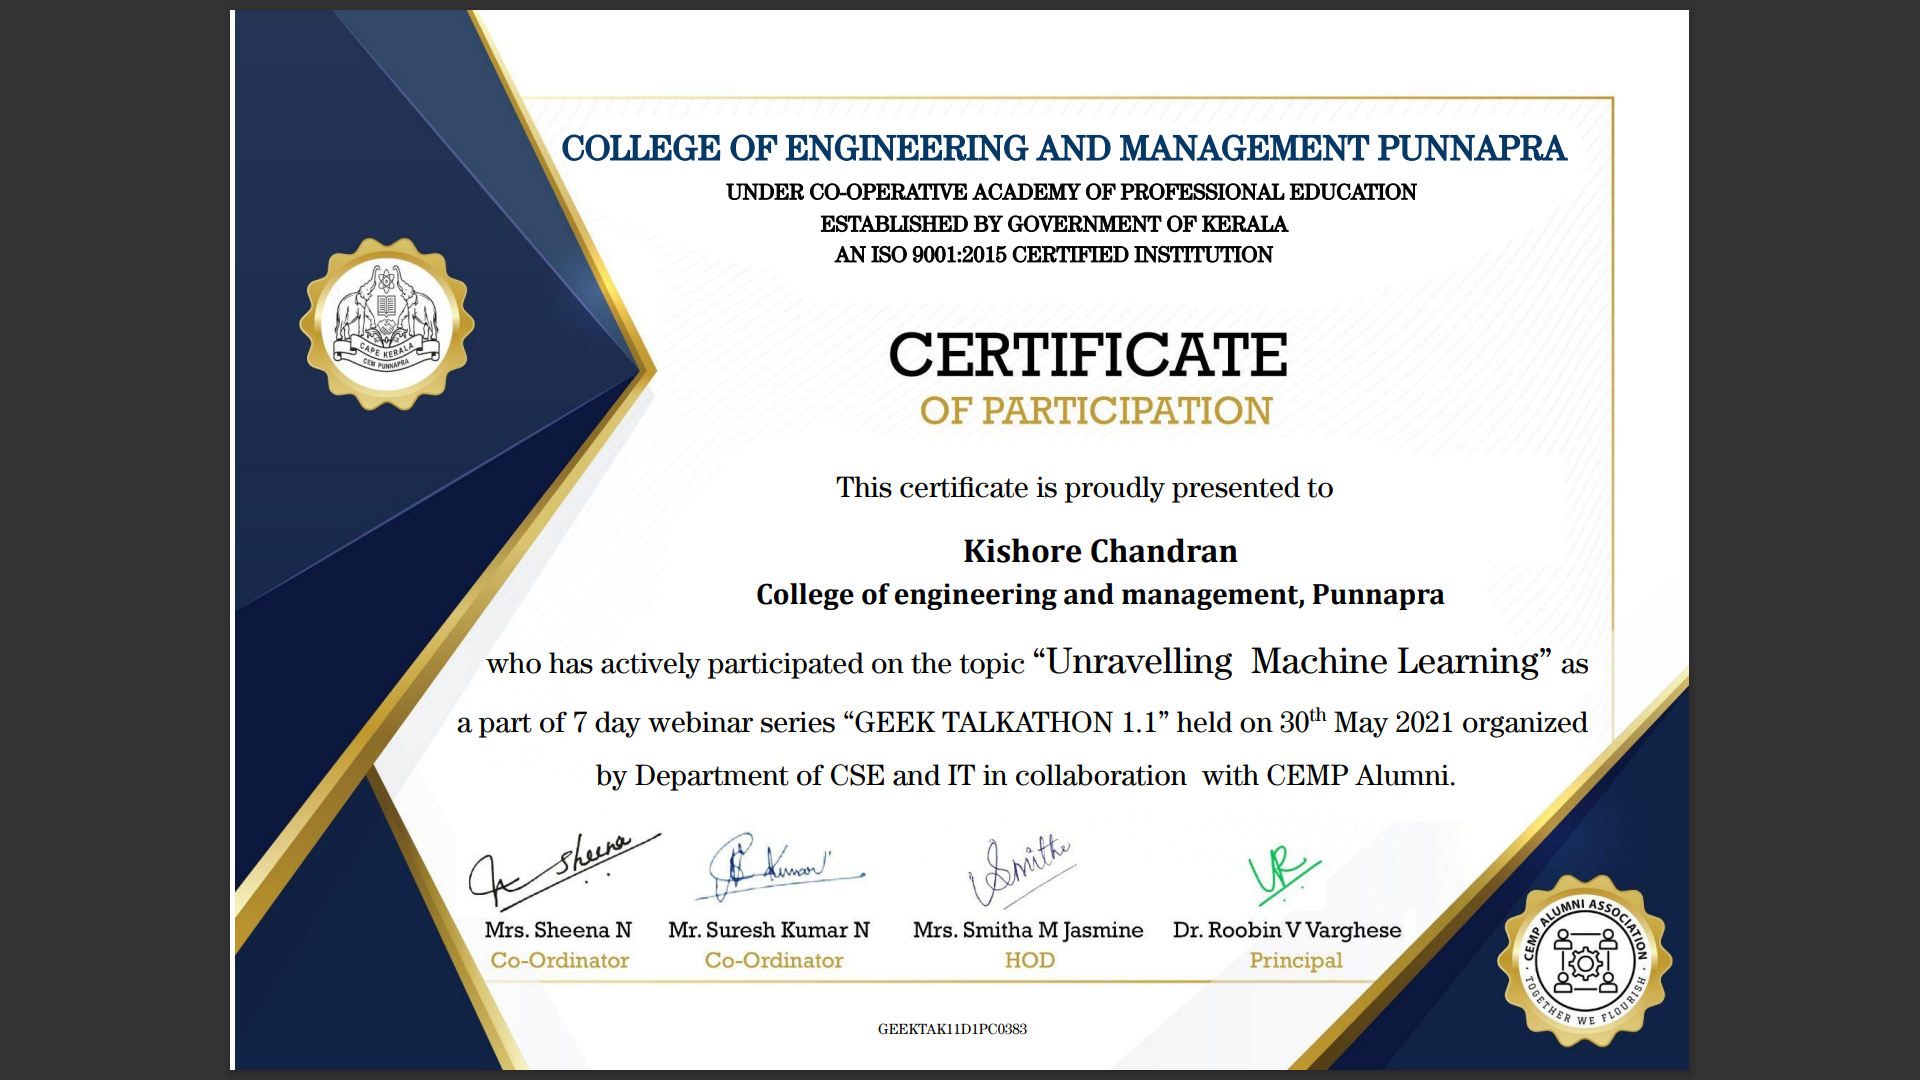 COLLEGE OF ENGINEERING AND MANAGEMENT PUNNAPRA
UNDER CO-OPERATIVE ACADEMY OF PROFESSIONAL EDUCATION
ESTABLISHED BY GOVERNMENT OF KERALA
AN ISO 9001:2015 CERTIFIED INSTITUTION
CAPE KERALA
CEM PUNNAPRA
CERTIFICATE
OF PARTICIPATION
This certificate is proudly presented to
Kishore Chandran
College of engineering and management, Punnapra
who has actively participated on the topic “Unravelling Machine Learning” as
a part of 7 day webinar series “GEEK TALKATHON 1.1” held on 30th May 2021 organized
by Department of CSE and IT in collaboration with CEMP Alumni.
Sheena Kumar Smitha VR
Mrs. Sheena N Mr. Suresh Kumar N Mrs. Smitha M Jasmine Dr. Roobin V Varghese
Co-Ordinator Co-Ordinator HOD Principal
CEMP ALUMNI ASSOCIATION
· TOGETHER WE FLOURISH ·
GEEKTAK11D1PC0383